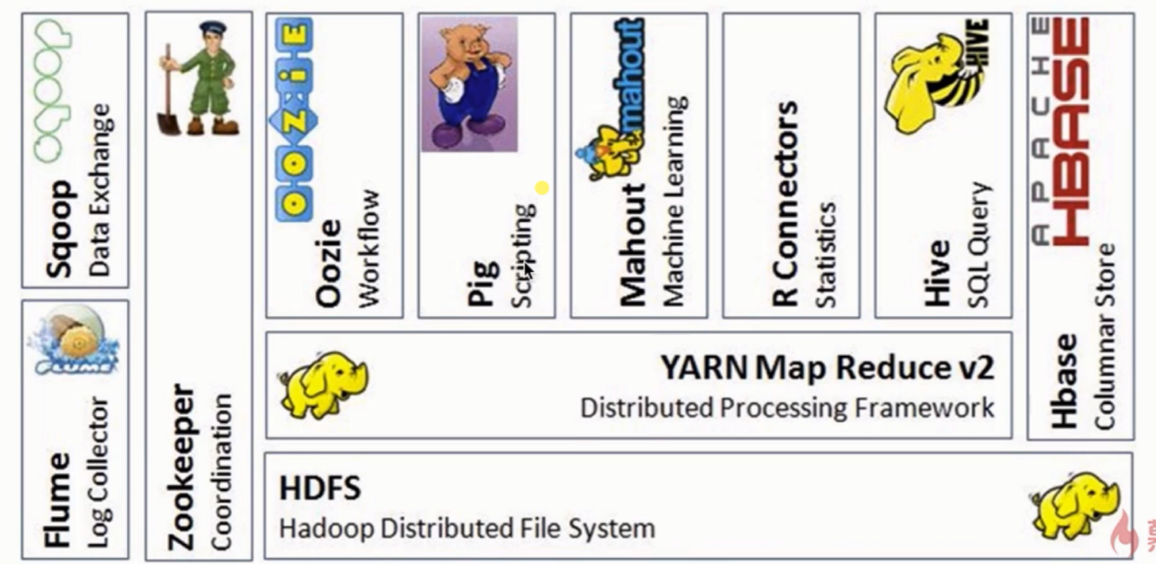 Sqoop
Data Exchange
Flume
FLUME
Log Collector
Zookeeper
Coordination
OOZIE
Oozie
Workflow
Pig
Scripting
mahout
Mahout
Machine Learning
R Connectors
Statistics
HIVE
Hive
SQL Query
APACHE
HBASE
Hbase
Columnar Store
YARN Map Reduce v2
Distributed Processing Framework
HDFS
Hadoop Distributed File System